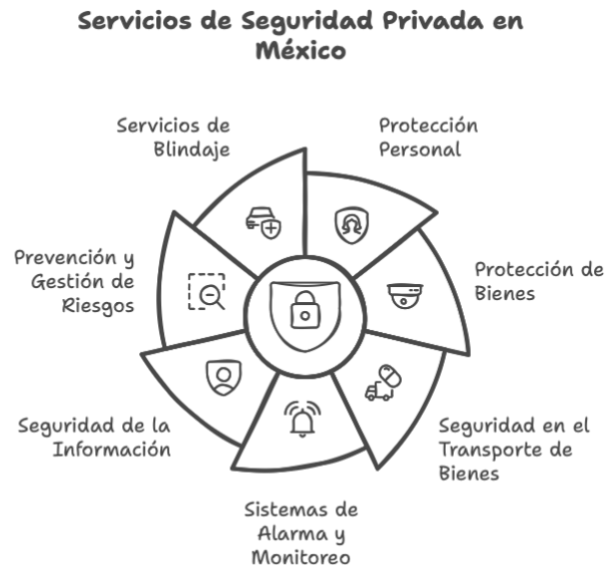 Servicios de Seguridad Privada en
México
Servicios de
Blindaje
Protección
Personal
Prevención y
Gestión de
Riesgos
Protección de
Bienes
Seguridad de la
Información
Seguridad en el
Transporte de
Bienes
Sistemas de
Alarma y
Monitoreo